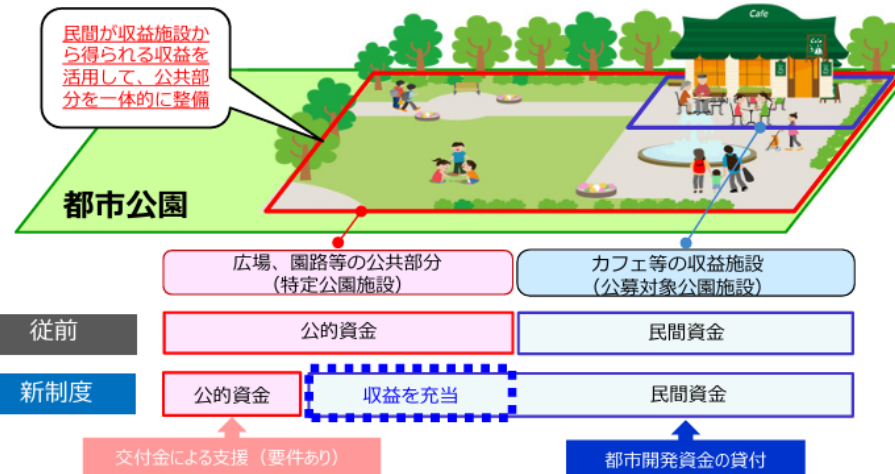 Cafe
民間が収益施設か
ら得られる収益を
活用して、公共部
分を一体的に整備
都市公園
広場、園路等の公共部分
（特定公園施設）
カフェ等の収益施設
（公募対象公園施設）
従前
公的資金
民間資金
新制度
公的資金
収益を充当
民間資金
交付金による支援（要件あり）
都市開発資金の貸付